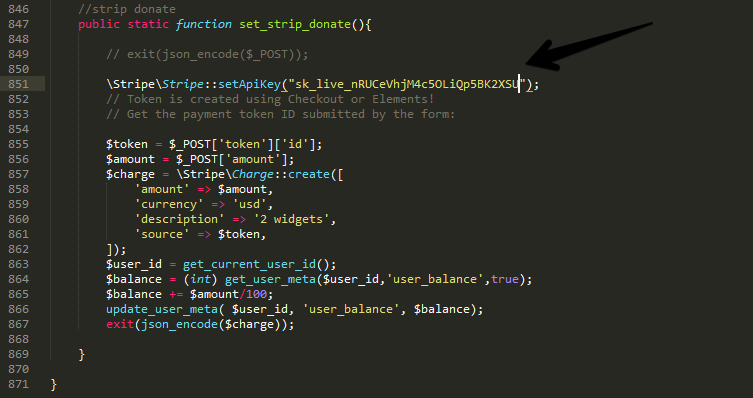 846 //strip donate
847 public static function set_strip_donate(){
848
849 // exit(json_encode($_POST));
850
851 \Stripe\Stripe::setApiKey("sk_live_nRUCeVhjM4c5OLiQp5BK2XSU");
852 // Token is created using Checkout or Elements!
853 // Get the payment token ID submitted by the form:
854
855 $token = $_POST['token']['id'];
856 $amount = $_POST['amount'];
857 $charge = \Stripe\Charge::create([
858 'amount' => $amount,
859 'currency' => 'usd',
860 'description' => '2 widgets',
861 'source' => $token,
862 ]);
863 $user_id = get_current_user_id();
864 $balance = (int) get_user_meta($user_id,'user_balance',true);
865 $balance += $amount/100;
866 update_user_meta( $user_id, 'user_balance', $balance);
867 exit(json_encode($charge));
868
869 }
870
871 }